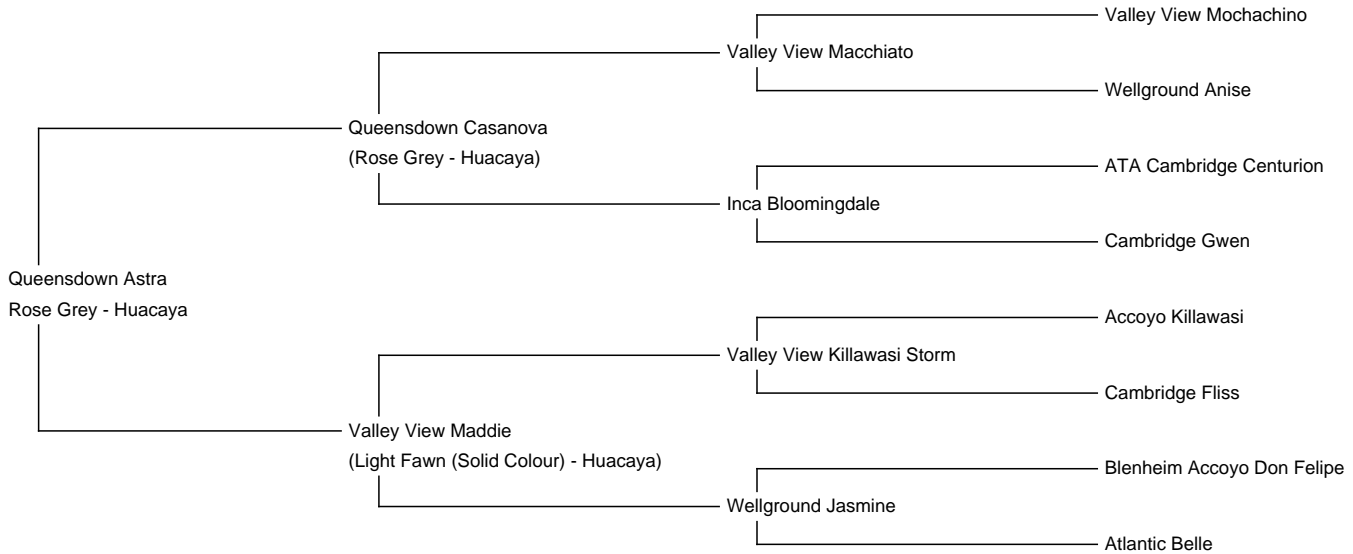 Valley View Mochachino
Valley View Macchiato
Wellground Anise
Queensdown Casanova
(Rose Grey - Huacaya)
ATA Cambridge Centurion
Inca Bloomingdale
Cambridge Gwen
Queensdown Astra
Rose Grey - Huacaya
Accoyo Killawasi
Valley View Killawasi Storm
Cambridge Fliss
Valley View Maddie
(Light Fawn (Solid Colour) - Huacaya)
Blenheim Accoyo Don Felipe
Wellground Jasmine
Atlantic Belle